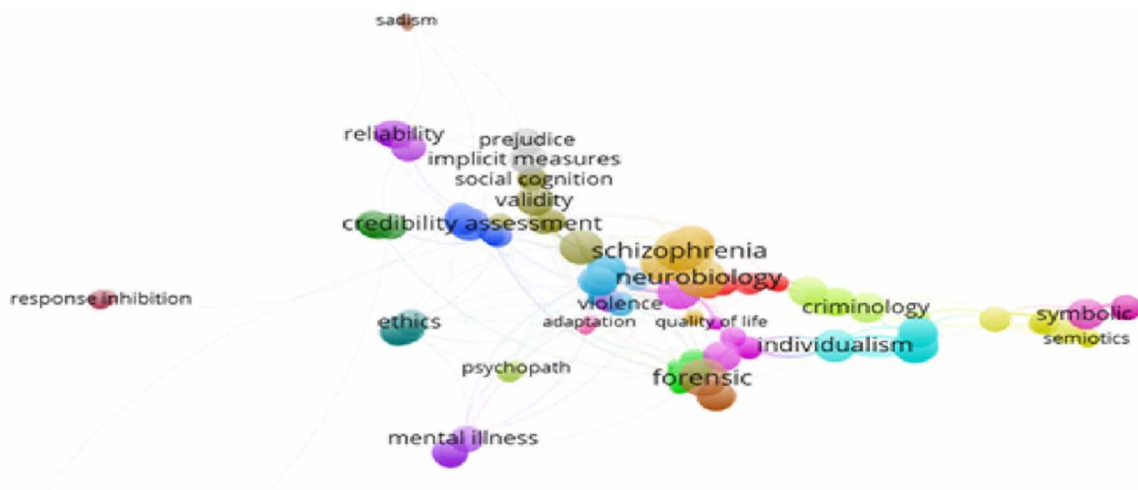 sadism
reliability
prejudice
implicit measures
social cognition
validity
credibility assessment
schizophrenia
neurobiology
response inhibition
violence
criminology
symbolic
ethics
adaptation
quality of life
semiotics
individualism
psychopath
forensic
mental illness